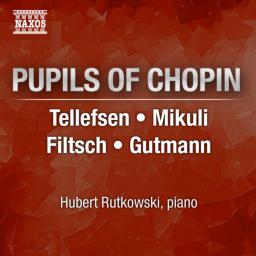 NAXOS
PUPILS OF CHOPIN
Tellefsen • Mikuli
Filtsch • Gutmann
Hubert Rutkowski, piano